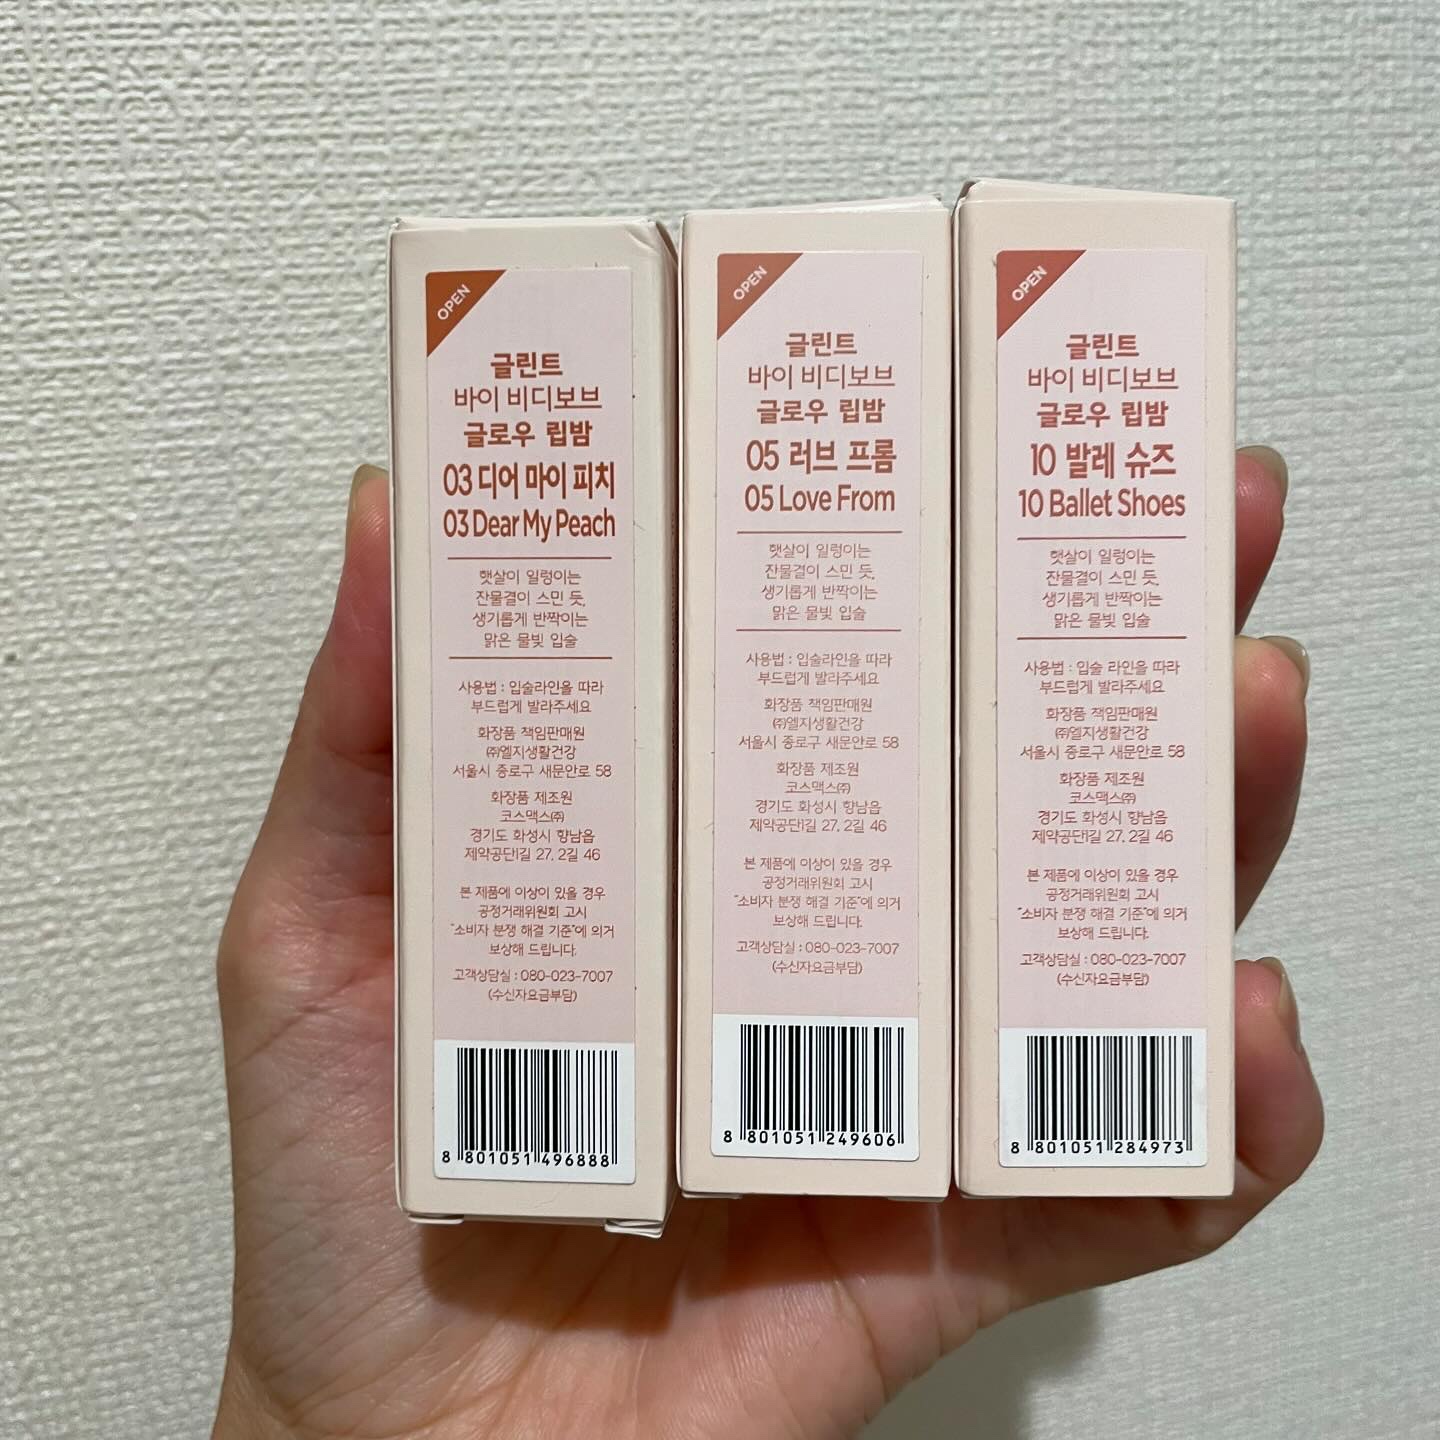 OPEN
글린트
바이 비디보브
글로우 립밤
03 디어 마이 피치
03 Dear My Peach
햇살이 일렁이는
잔물결이 스민 듯,
생기롭게 반짝이는
맑은 물빛 입술
사용법 : 입술라인을 따라
부드럽게 발라주세요
화장품 책임판매원
㈜엘지생활건강
서울시 종로구 새문안로 58
화장품 제조원
코스맥스㈜
경기도 화성시 향남읍
제약공단1길 27, 2길 46
본 제품에 이상이 있을 경우
공정거래위원회 고시
"소비자 분쟁 해결 기준"에 의거
보상해 드립니다.
고객상담실 : 080-023-7007
(수신자요금부담)
8 801051 496888
OPEN
글린트
바이 비디보브
글로우 립밤
05 러브 프롬
05 Love From
햇살이 일렁이는
잔물결이 스민 듯,
생기롭게 반짝이는
맑은 물빛 입술
사용법 : 입술라인을 따라
부드럽게 발라주세요
화장품 책임판매원
㈜엘지생활건강
서울시 종로구 새문안로 58
화장품 제조원
코스맥스㈜
경기도 화성시 향남읍
제약공단1길 27, 2길 46
본 제품에 이상이 있을 경우
공정거래위원회 고시
"소비자 분쟁 해결 기준"에 의거
보상해 드립니다.
고객상담실 : 080-023-7007
(수신자요금부담)
8 801051 249606
OPEN
글린트
바이 비디보브
글로우 립밤
10 발레 슈즈
10 Ballet Shoes
햇살이 일렁이는
잔물결이 스민 듯,
생기롭게 반짝이는
맑은 물빛 입술
사용법 : 입술 라인을 따라
부드럽게 발라주세요
화장품 책임판매원
㈜엘지생활건강
서울시 종로구 새문안로 58
화장품 제조원
코스맥스㈜
경기도 화성시 향남읍
제약공단1길 27, 2길 46
본 제품에 이상이 있을 경우
공정거래위원회 고시
"소비자 분쟁 해결 기준"에 의거
보상해 드립니다.
고객상담실 : 080-023-7007
(수신자요금부담)
8 801051 284973